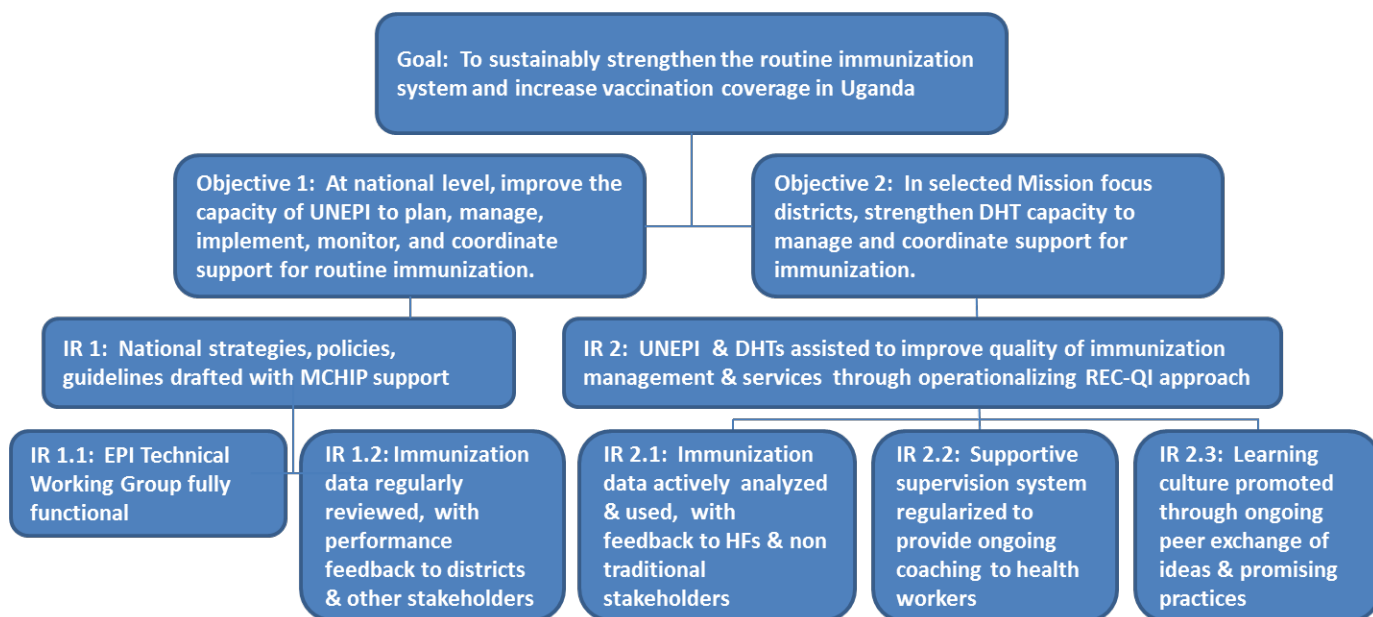 Goal: To sustainably strengthen the routine immunization
system and increase vaccination coverage in Uganda
Objective 1: At national level, improve the
capacity of UNEPI to plan, manage,
implement, monitor, and coordinate
support for routine immunization.
Objective 2: In selected Mission focus
districts, strengthen DHT capacity to
manage and coordinate support for
immunization.
IR 1: National strategies, policies,
guidelines drafted with MCHIP support
IR 2: UNEPI & DHTs assisted to improve quality of immunization
management & services through operationalizing REC-QI approach
IR 1.1: EPI Technical
Working Group fully
functional
IR 1.2: Immunization
data regularly
reviewed, with
performance
feedback to districts
& other stakeholders
IR 2.1: Immunization
data actively analyzed
& used, with
feedback to HFs & non
traditional
stakeholders
IR 2.2: Supportive
supervision system
regularized to
provide ongoing
coaching to health
workers
IR 2.3: Learning
culture promoted
through ongoing
peer exchange of
ideas & promising
practices